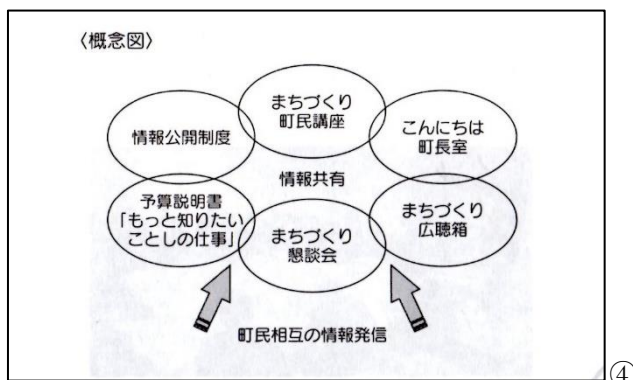 〈概念図〉
まちづくり
町民講座
情報公開制度
こんにちは
町長室
情報共有
予算説明書
「もっと知りたい
ことしの仕事」
まちづくり
懇談会
まちづくり
広聴箱
町民相互の情報発信
④